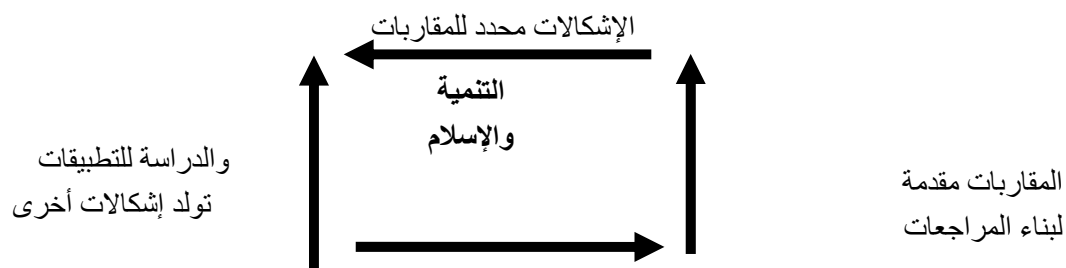 الإشكالات محدد للمقاربات
التنمية
والإسلام
المقاربات مقدمة
لبناء المراجعات
والدراسة للتطبيقات
تولد إشكالات أخرى